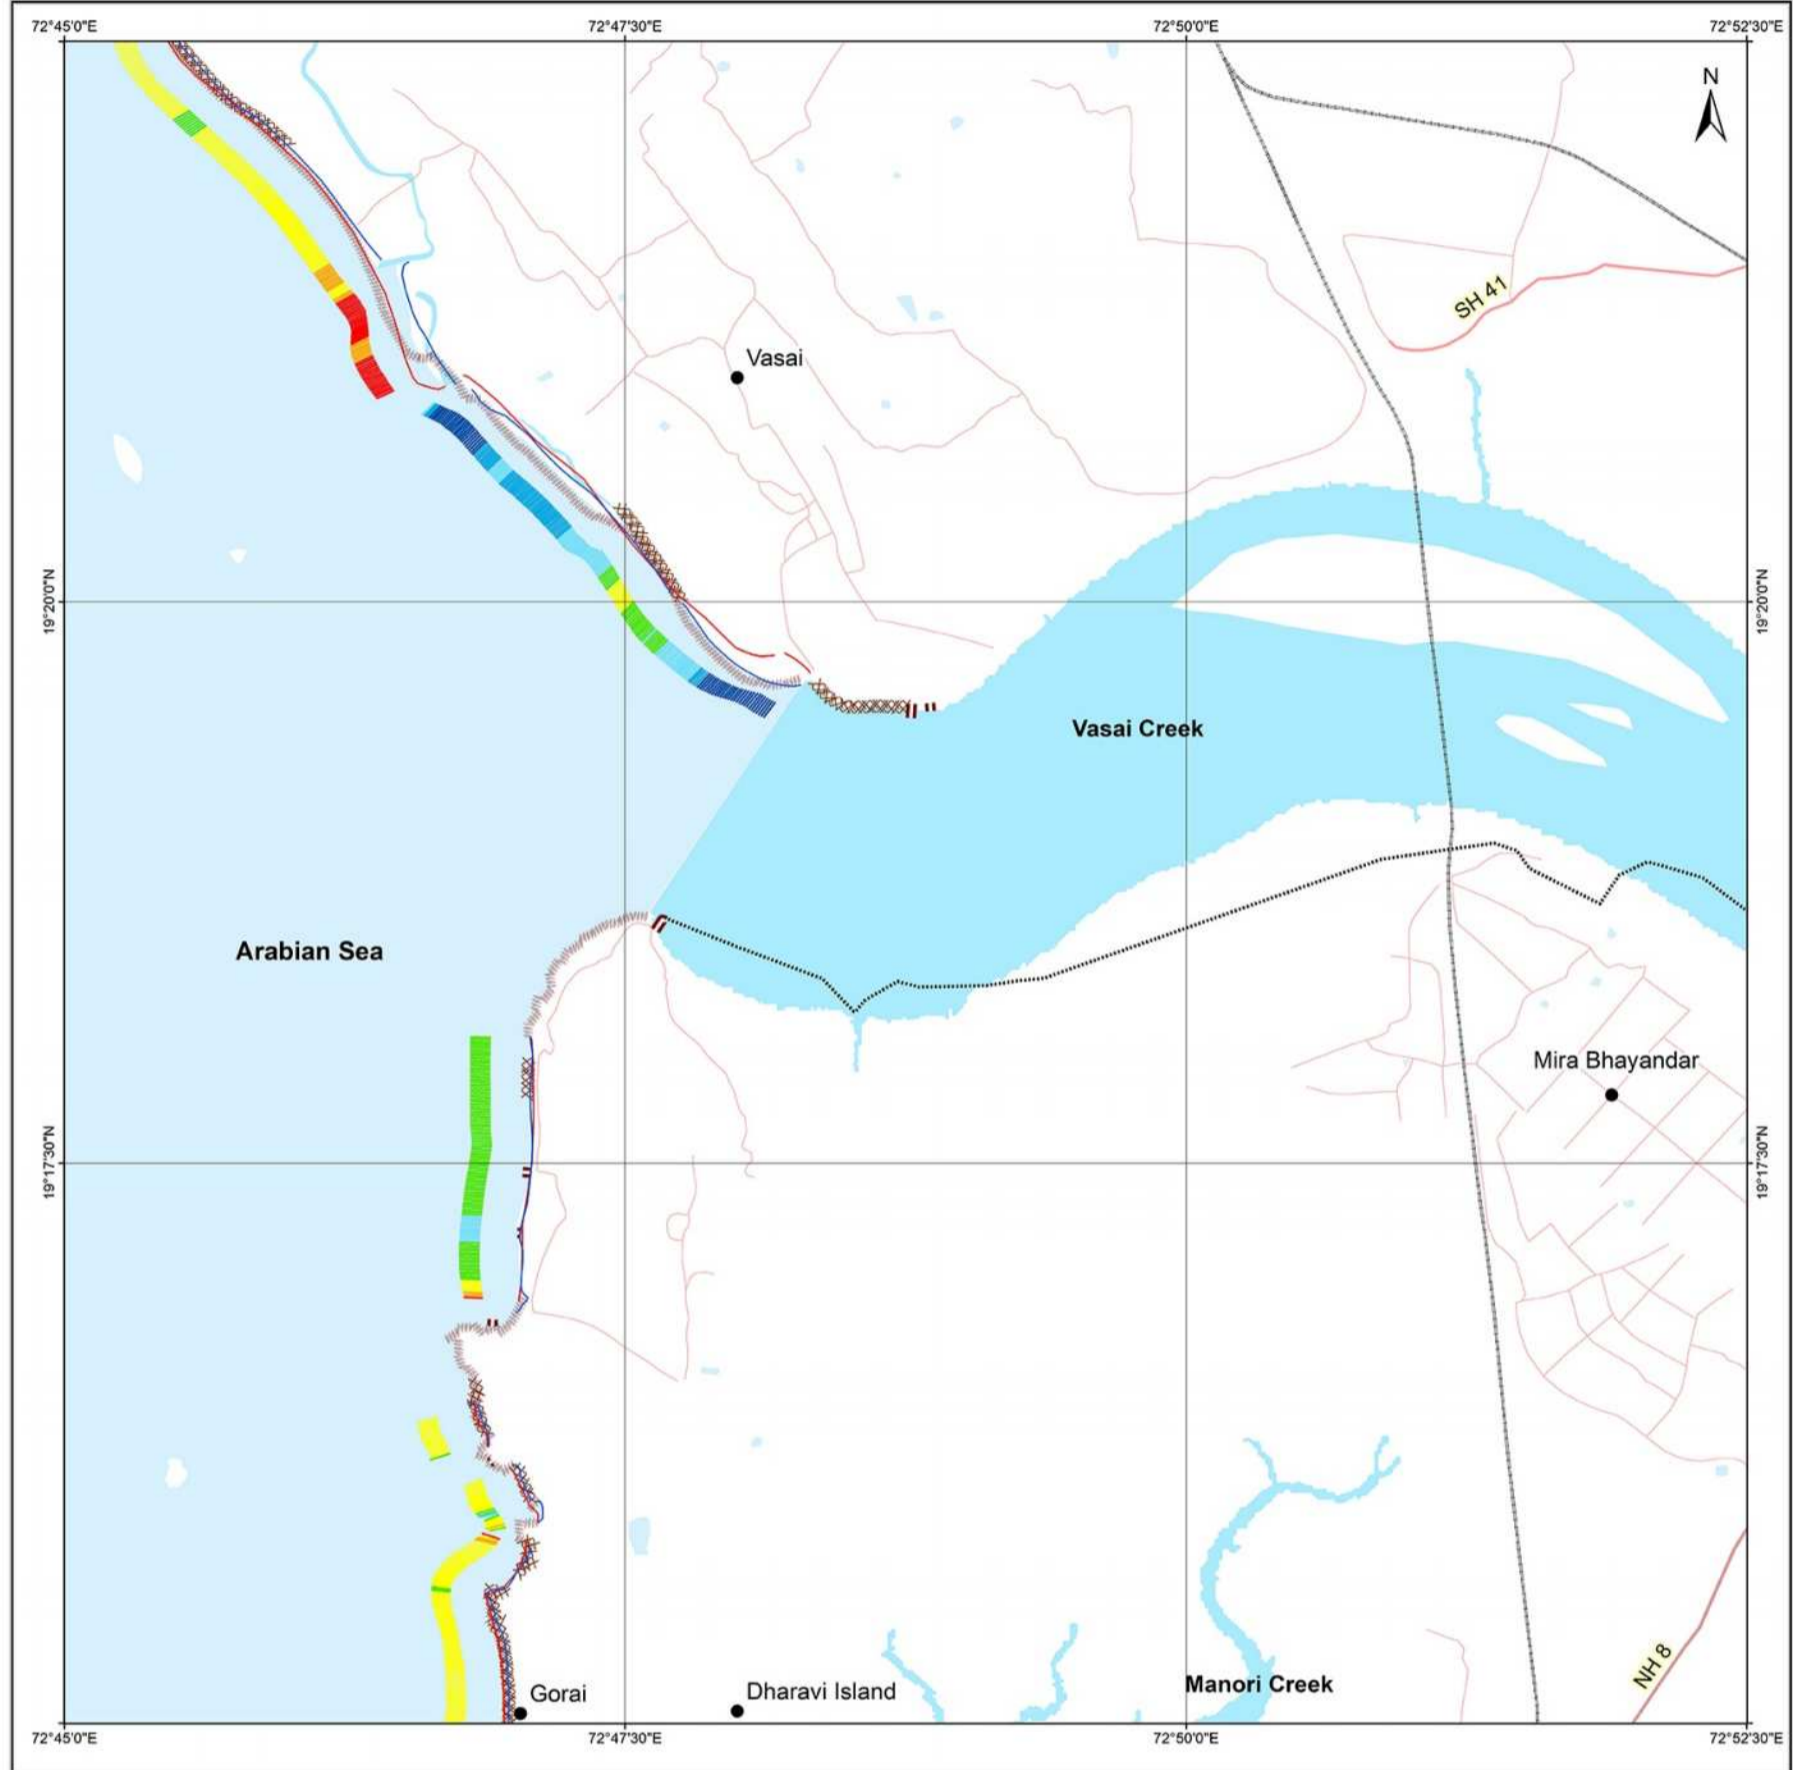 72°45'0"E
72°47'30"E
72°50'0"E
72°52'30"E
N
SH 41
Vasai
19°20'0"N
19°20'0"N
Vasai Creek
Arabian Sea
Mira Bhayandar
19°17'30"N
19°17'30"N
NH 8
Manori Creek
Gorai
Dharavi Island
72°45'0"E
72°47'30"E
72°50'0"E
72°52'30"E